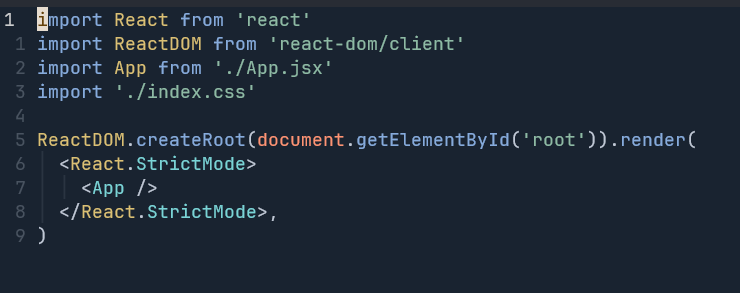 1 import React from 'react'
1 import ReactDOM from 'react-dom/client'
2 import App from './App.jsx'
3 import './index.css'
4
5 ReactDOM.createRoot(document.getElementById('root')).render(
6   <React.StrictMode>
7     <App />
8   </React.StrictMode>,
9 )